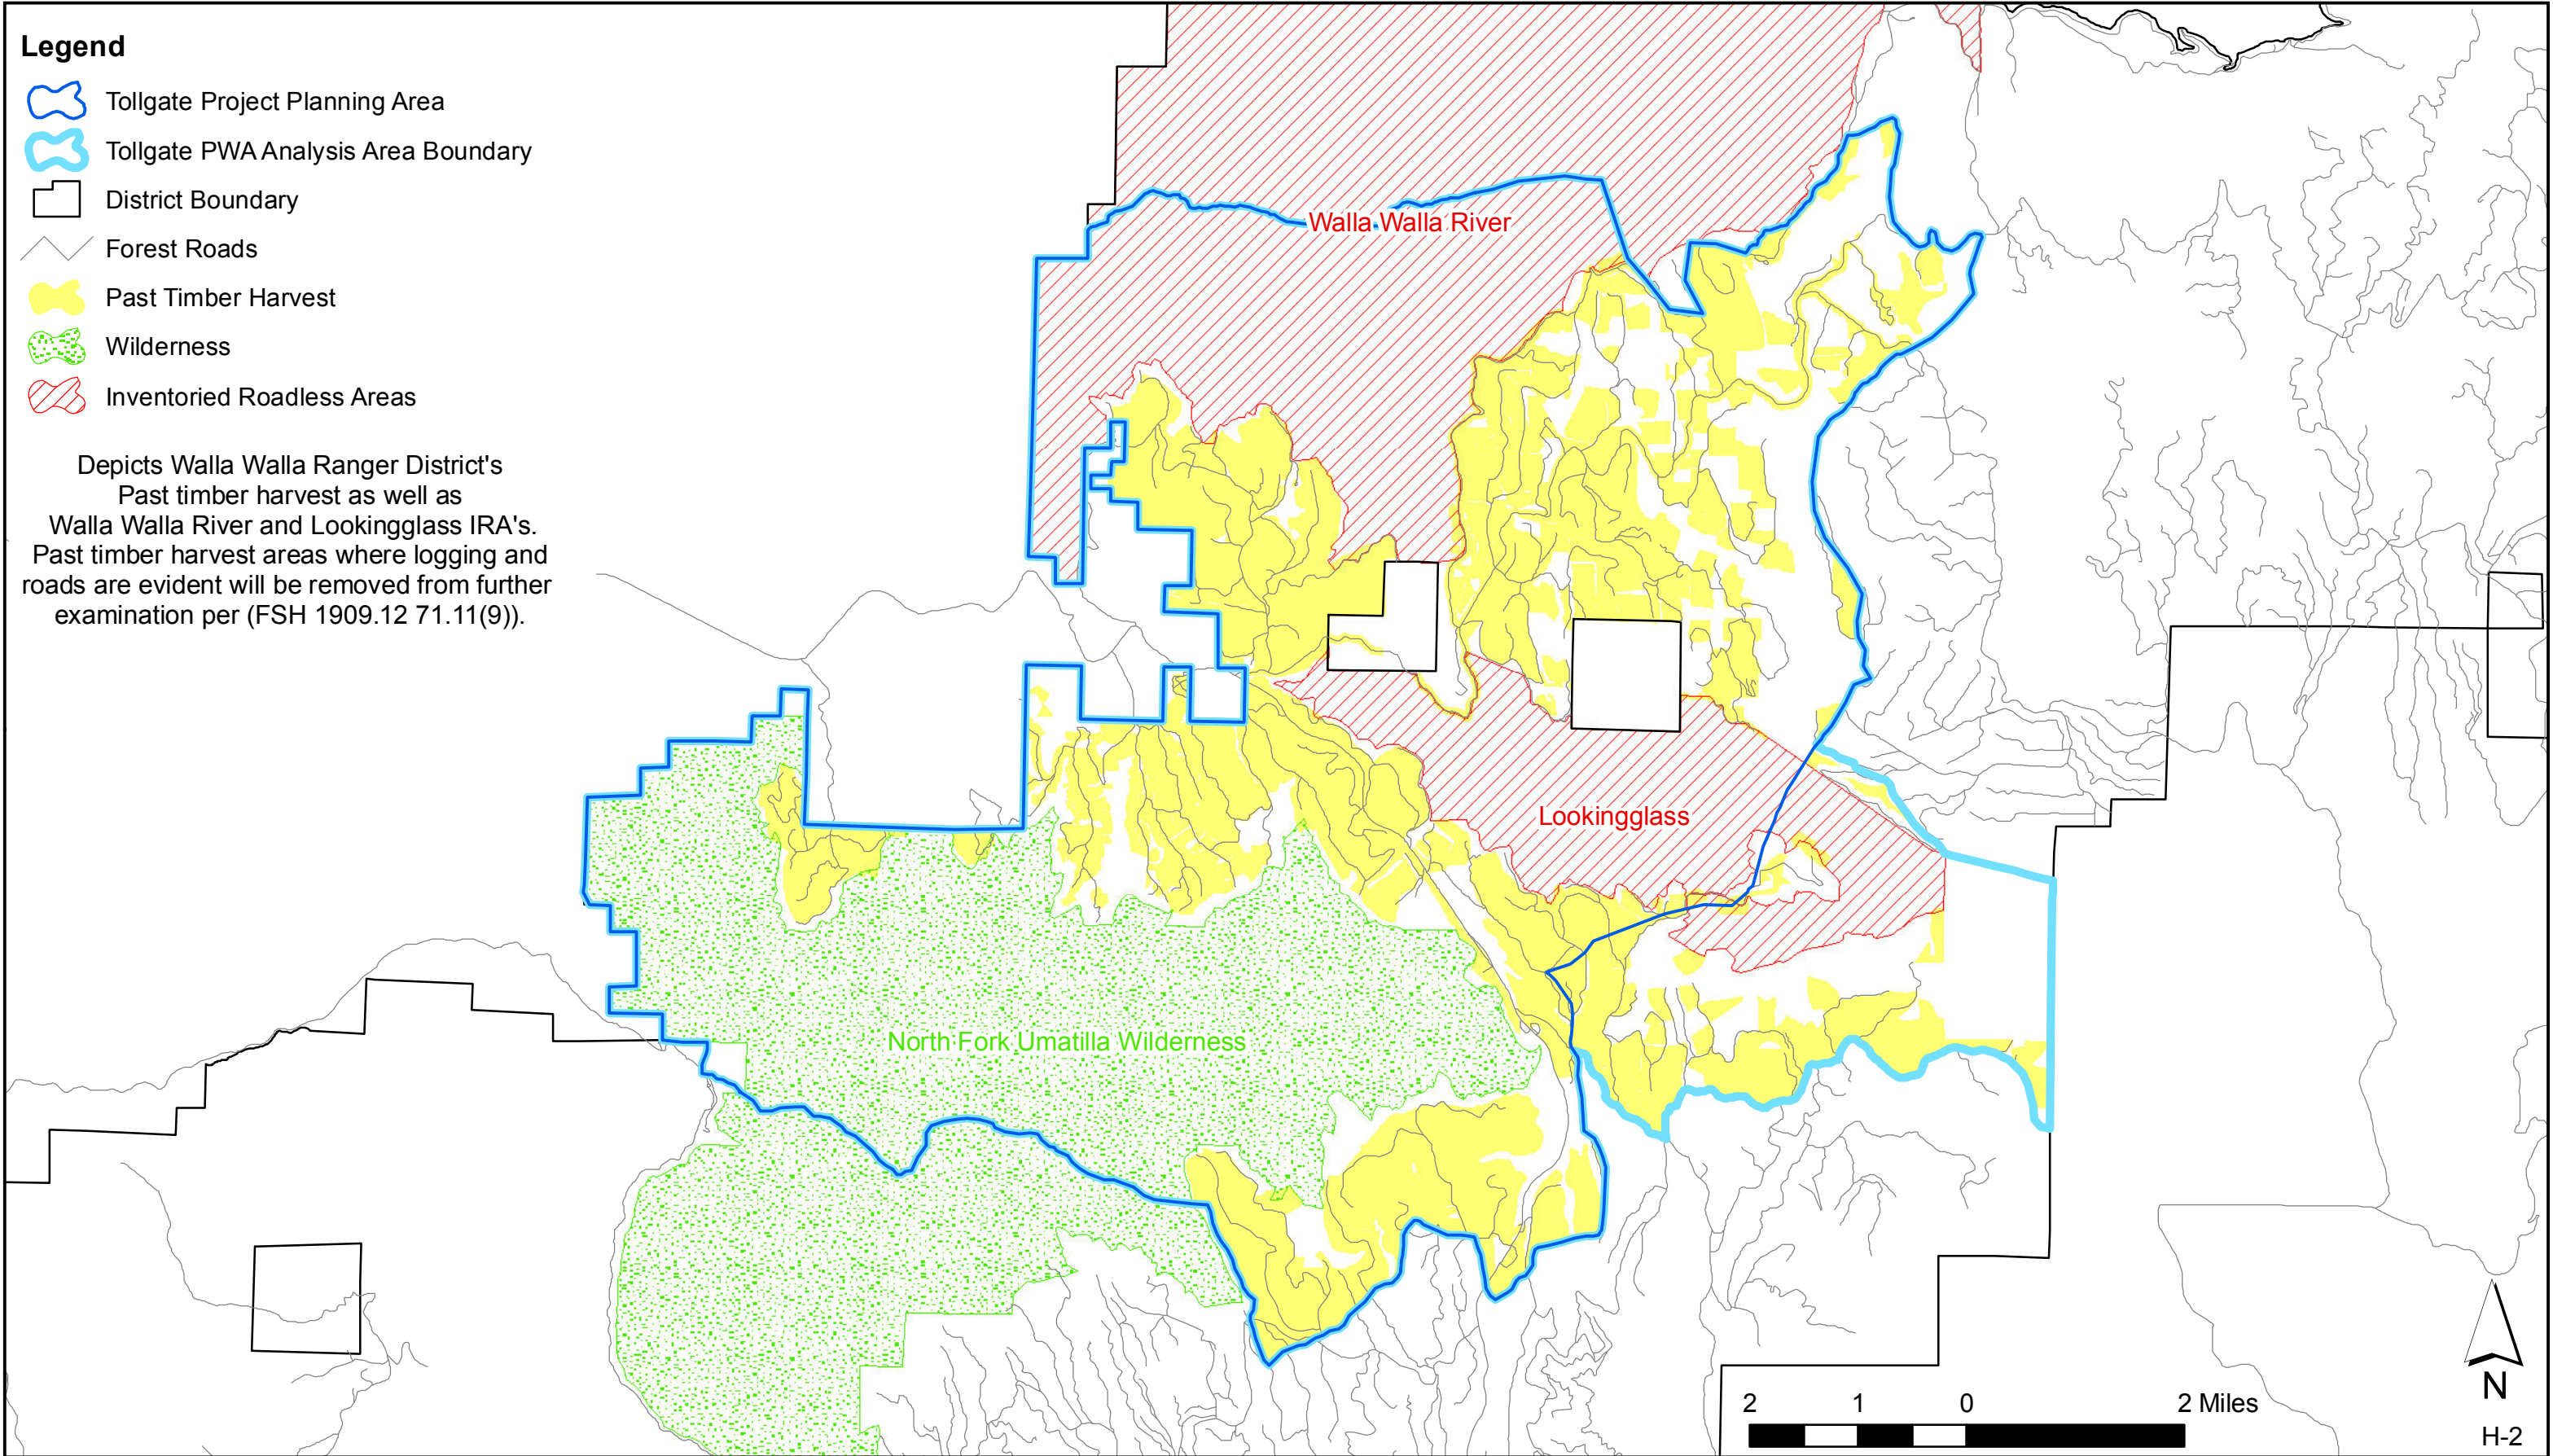 Legend
Tollgate Project Planning Area
Tollgate PWA Analysis Area Boundary
District Boundary
Forest Roads
Past Timber Harvest
Wilderness
Inventoried Roadless Areas
Depicts Walla Walla Ranger District's
Past timber harvest as well as
Walla Walla River and Lookingglass IRA's.
Past timber harvest areas where logging and
roads are evident will be removed from further
examination per (FSH 1909.12 71.11(9)).
Walla Walla River
Lookingglass
North Fork Umatilla Wilderness
2 1 0 2 Miles
N
H-2